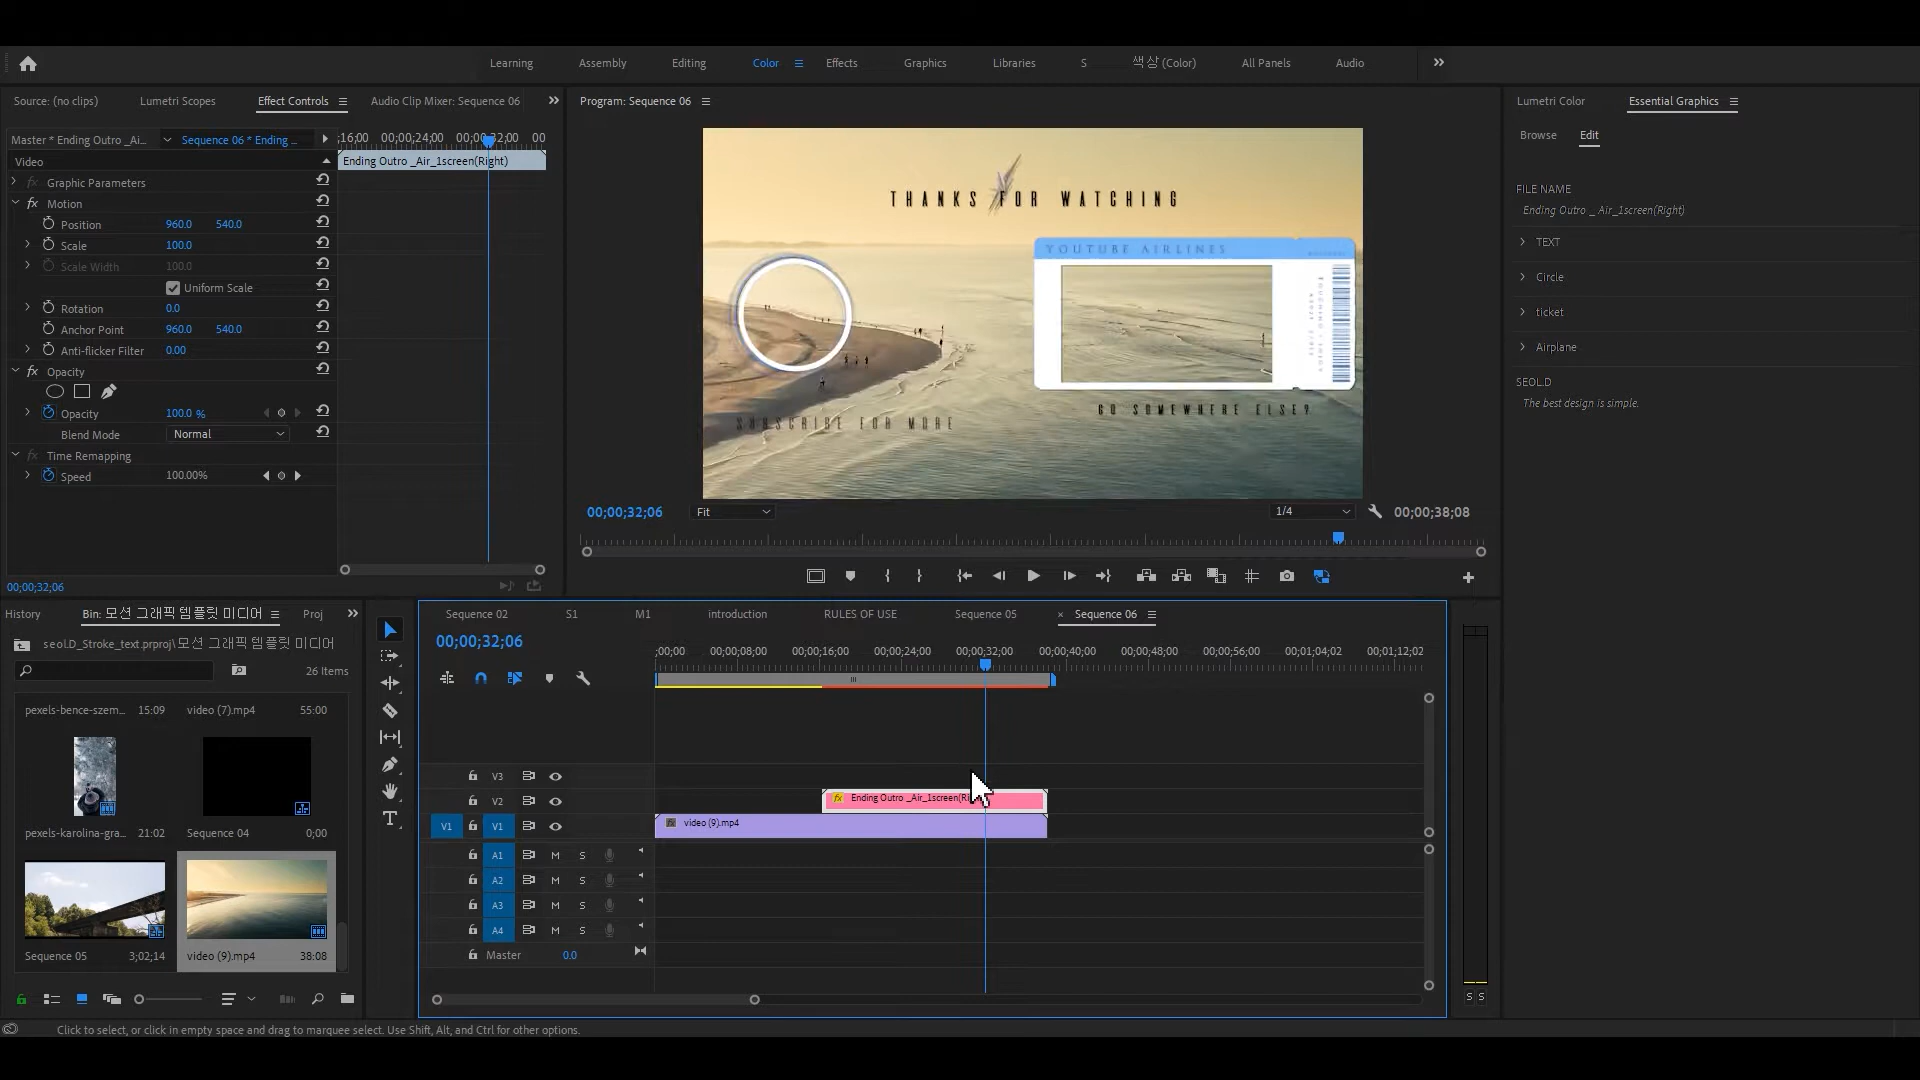 Learning Assembly Editing Color Effects Graphics Libraries S 색상 (Color) All Panels Audio
Source: (no clips) Lumetri Scopes Effect Controls Audio Clip Mixer: Sequence 06
Master * Ending Outro _Ai... Sequence 06 * Ending ...
;16;00 00;00;24;00 00;00;32;00 00
Video
Ending Outro _Air_1screen(Right)
fx Graphic Parameters
fx Motion
Position 960.0 540.0
Scale 100.0
Scale Width 100.0
Uniform Scale
Rotation 0.0
Anchor Point 960.0 540.0
Anti-flicker Filter 0.00
fx Opacity
Opacity 100.0 %
Blend Mode Normal
fx Time Remapping
Speed 100.00%
00;00;32;06
Program: Sequence 06
THANKS FOR WATCHING
YOUTUBE AIRLINES
SUBSCRIBE FOR MORE
GO SOMEWHERE ELSE?
00;00;32;06 Fit 1/4 00;00;38;08
Lumetri Color Essential Graphics
Browse Edit
FILE NAME
Ending Outro _ Air_1screen(Right)
TEXT
Circle
ticket
Airplane
SEOL.D
The best design is simple.
History Bin: 모션 그래픽 템플릿 미디어 Proj
seol.D_Stroke_text.prproj\모션 그래픽 템플릿 미디어
26 Items
pexels-bence-szem... 15:09 video (7).mp4 55:00
pexels-karolina-gra... 21:02 Sequence 04 0;00
Sequence 05 3;02;14 video (9).mp4 38:08
Sequence 02 S1 M1 introduction RULES OF USE Sequence 05 × Sequence 06
00;00;32;06
;00;00 00;00;08;00 00;00;16;00 00;00;24;00 00;00;32;00 00;00;40;00 00;00;48;00 00;00;56;00 00;01;04;02 00;01;12;02
V3
V2 fx Ending Outro _Air_1screen(Ri
V1 V1 fx video (9).mp4
A1 M S
A2 M S
A3 M S
A4 M S
Master 0.0
S S
Click to select, or click in empty space and drag to marquee select. Use Shift, Alt, and Ctrl for other options.